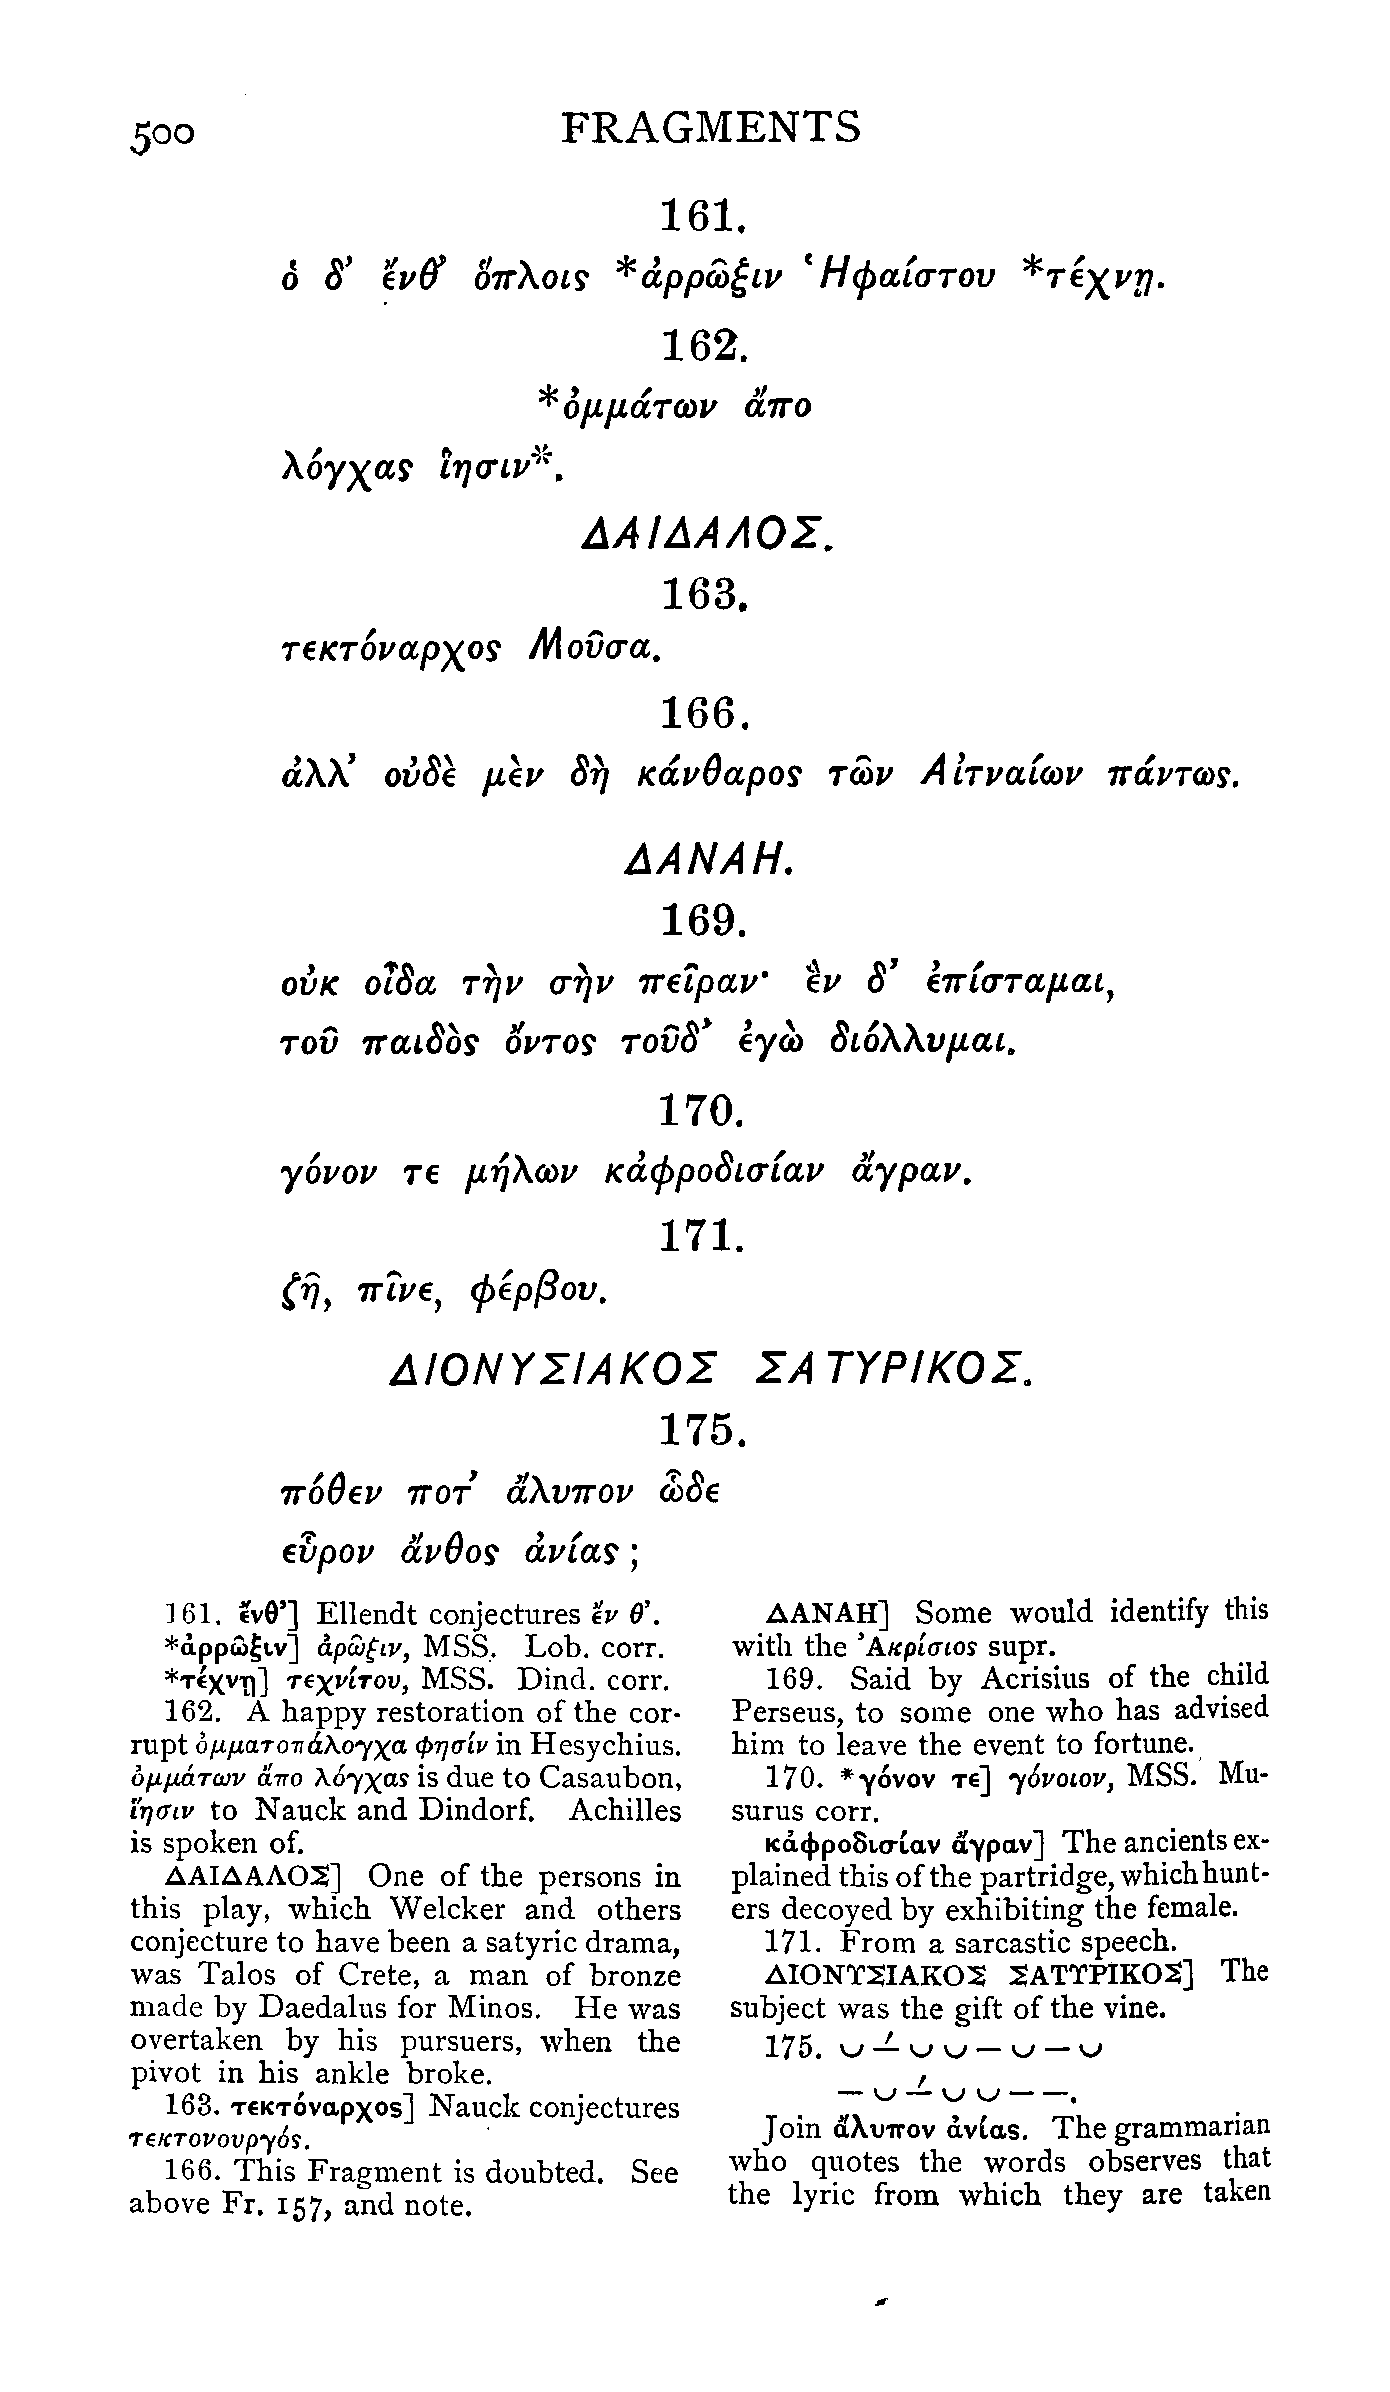 500
FRAGMENTS
161.
ὁ δ’ ἔνθ’ ὅπλοις *ἀρρῶξιν Ἡφαίστου *τέχνῃ.
162.
*ὀμμάτων ἄπο
λόγχας ἵησιν*.
ΔΑΙΔΑΛΟΣ.
163.
τεκτόναρχος Μοῦσα.
166.
ἀλλ’ οὐδὲ μὲν δὴ κάνθαρος τῶν Αἰτναίων πάντως.
ΔΑΝΑΗ.
169.
οὐκ οἶδα τὴν σὴν πεῖραν· ἓν δ’ ἐπίσταμαι,
τοῦ παιδὸς ὄντος τοῦδ’ ἐγὼ διόλλυμαι.
170.
γόνον τε μήλων κἀφροδισίαν ἄγραν.
171.
ζῆ, πῖνε, φέρβου.
ΔΙΟΝΥΣΙΑΚΟΣ ΣΑΤΥΡΙΚΟΣ.
175.
πόθεν ποτ’ ἄλυπον ὧδε
εὗρον ἄνθος ἀνίας ;
161. ἔνθ’] Ellendt conjectures ἔν θ’.
*ἀρρῶξιν] ἀρῶξιν, MSS. Lob. corr.
*τέχνῃ] τεχνίτου, MSS. Dind. corr.
162. A happy restoration of the cor-
rupt ὀμματοπάλογχα φησίν in Hesychius.
ὀμμάτων ἄπο λόγχας is due to Casaubon,
ἵησιν to Nauck and Dindorf. Achilles
is spoken of.
ΔΑΙΔΑΛΟΣ] One of the persons in
this play, which Welcker and others
conjecture to have been a satyric drama,
was Talos of Crete, a man of bronze
made by Daedalus for Minos. He was
overtaken by his pursuers, when the
pivot in his ankle broke.
163. τεκτόναρχος] Nauck conjectures
τεκτονουργός.
166. This Fragment is doubted. See
above Fr. 157, and note.
ΔΑΝΑΗ] Some would identify this
with the Ἀκρίσιος supr.
169. Said by Acrisius of the child
Perseus, to some one who has advised
him to leave the event to fortune.
170. *γόνον τε] γόνοιον, MSS. Mu-
surus corr.
κἀφροδισίαν ἄγραν] The ancients ex-
plained this of the partridge, which hunt-
ers decoyed by exhibiting the female.
171. From a sarcastic speech.
ΔΙΟΝΥΣΙΑΚΟΣ ΣΑΤΥΡΙΚΟΣ] The
subject was the gift of the vine.
175. ⏑ –́ ⏑ ⏑ – ⏑ – ⏑
– ⏑ –́ ⏑ ⏑ – –.
Join ἄλυπον ἀνίας. The grammarian
who quotes the words observes that
the lyric from which they are taken